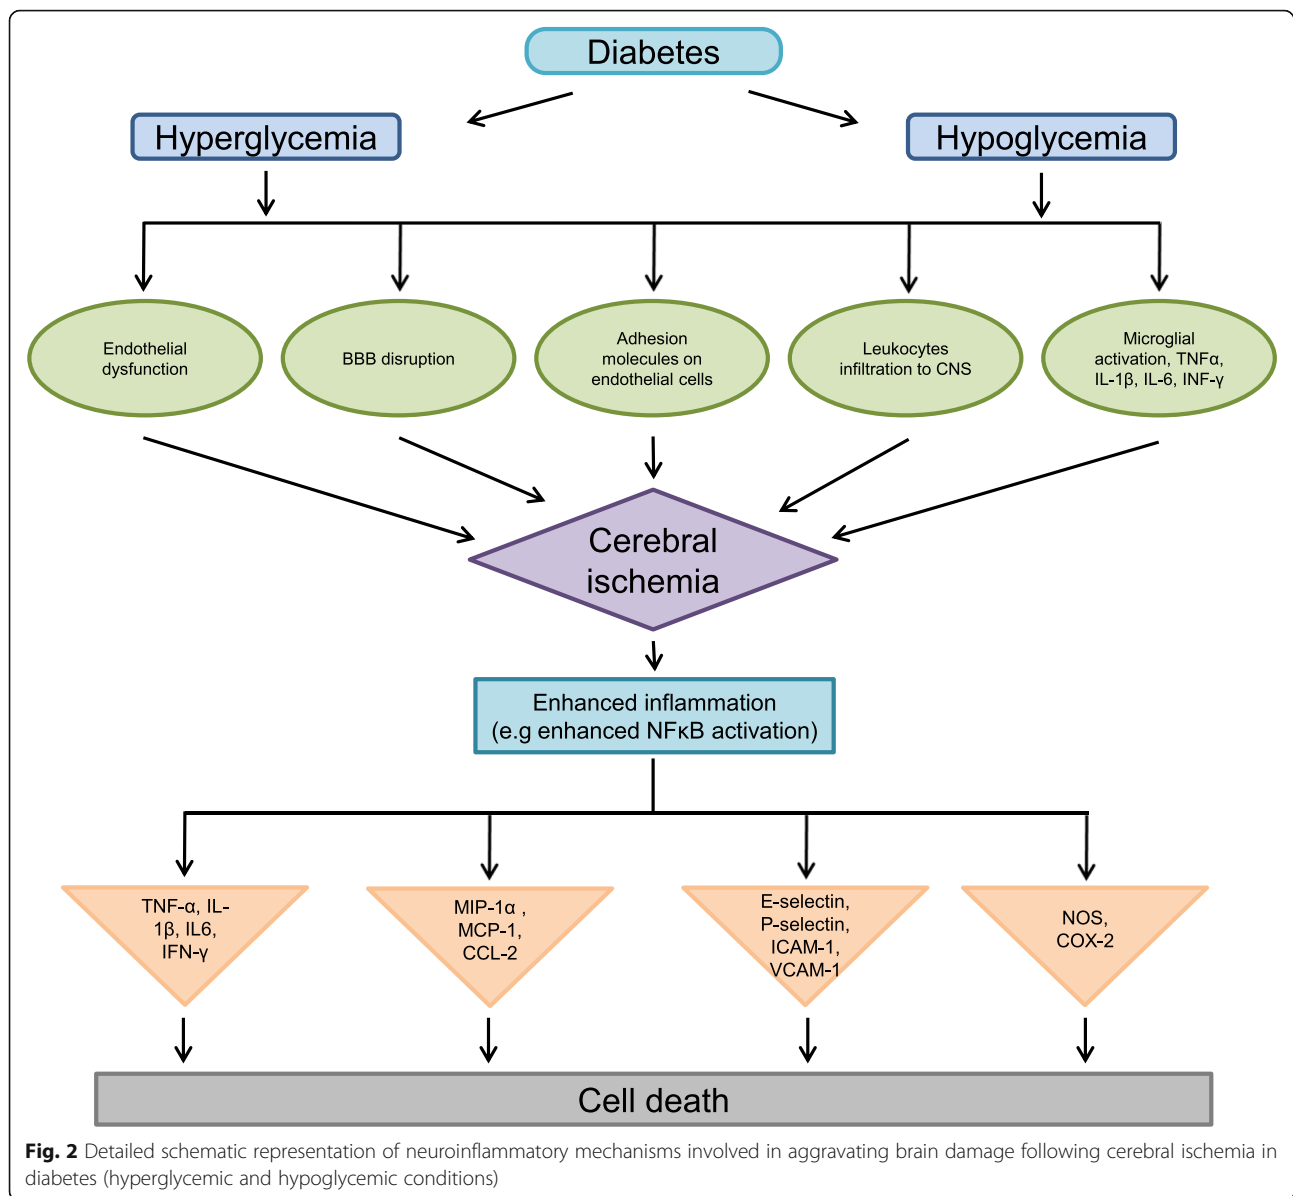 Diabetes
Hyperglycemia
Hypoglycemia
Endothelial
dysfunction
BBB disruption
Adhesion
molecules on
endothelial cells
Leukocytes
infiltration to CNS
Microglial
activation, TNFα,
IL-1β, IL-6, INF-γ
Cerebral
ischemia
Enhanced inflammation
(e.g enhanced NFκB activation)
TNF-α, IL-
1β, IL6,
IFN-γ
MIP-1α ,
MCP-1,
CCL-2
E-selectin,
P-selectin,
ICAM-1,
VCAM-1
NOS,
COX-2
Cell death
Fig. 2 Detailed schematic representation of neuroinflammatory mechanisms involved in aggravating brain damage following cerebral ischemia in
diabetes (hyperglycemic and hypoglycemic conditions)